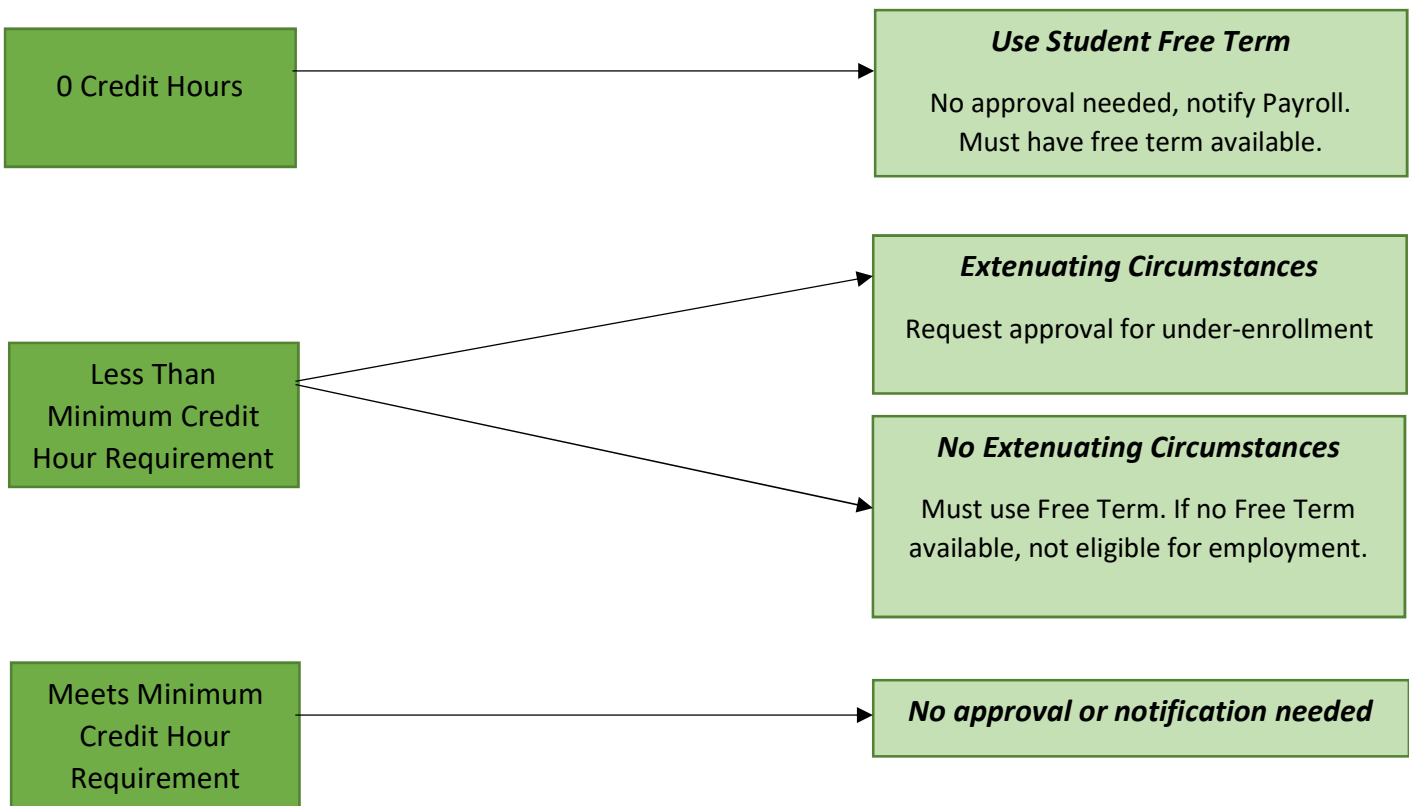 0 Credit Hours
Use Student Free Term
No approval needed, notify Payroll.
Must have free term available.
Less Than
Minimum Credit
Hour Requirement
Extenuating Circumstances
Request approval for under-enrollment
No Extenuating Circumstances
Must use Free Term. If no Free Term
available, not eligible for employment.
Meets Minimum
Credit Hour
Requirement
No approval or notification needed